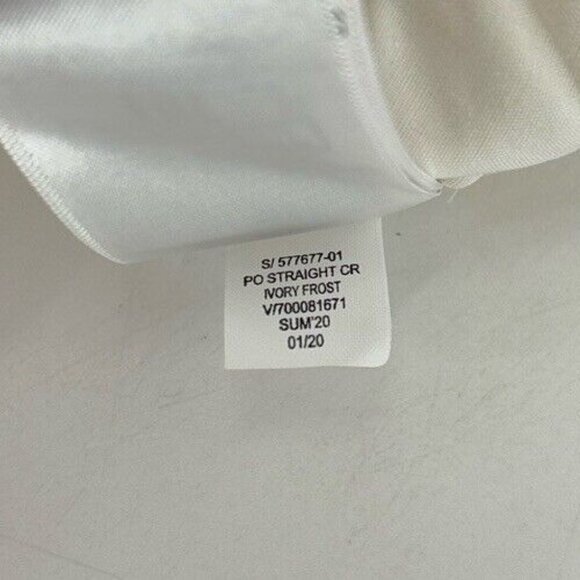 S/ 577677-01
PO STRAIGHT CR
IVORY FROST
V/700081671
SUM'20
01/20